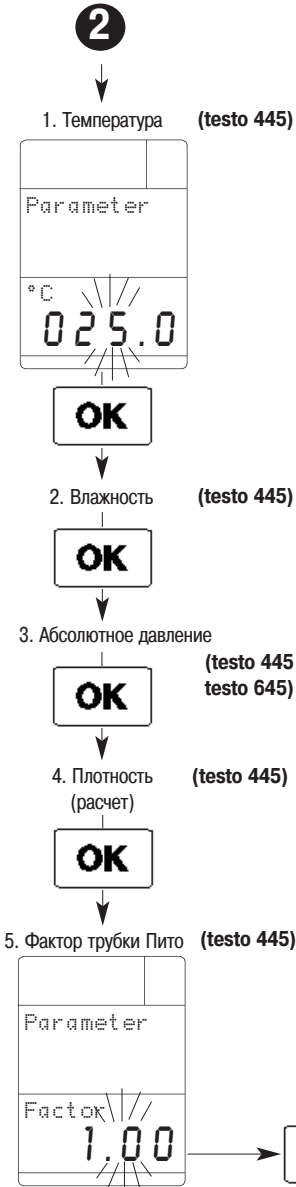 2
1. Температура (testo 445)
Parameter
°C
025.0
OK
2. Влажность (testo 445)
OK
3. Абсолютное давление
(testo 445
testo 645)
OK
4. Плотность (testo 445)
(расчет)
OK
5. Фактор трубки Пито (testo 445)
Parameter
Factor
1.00